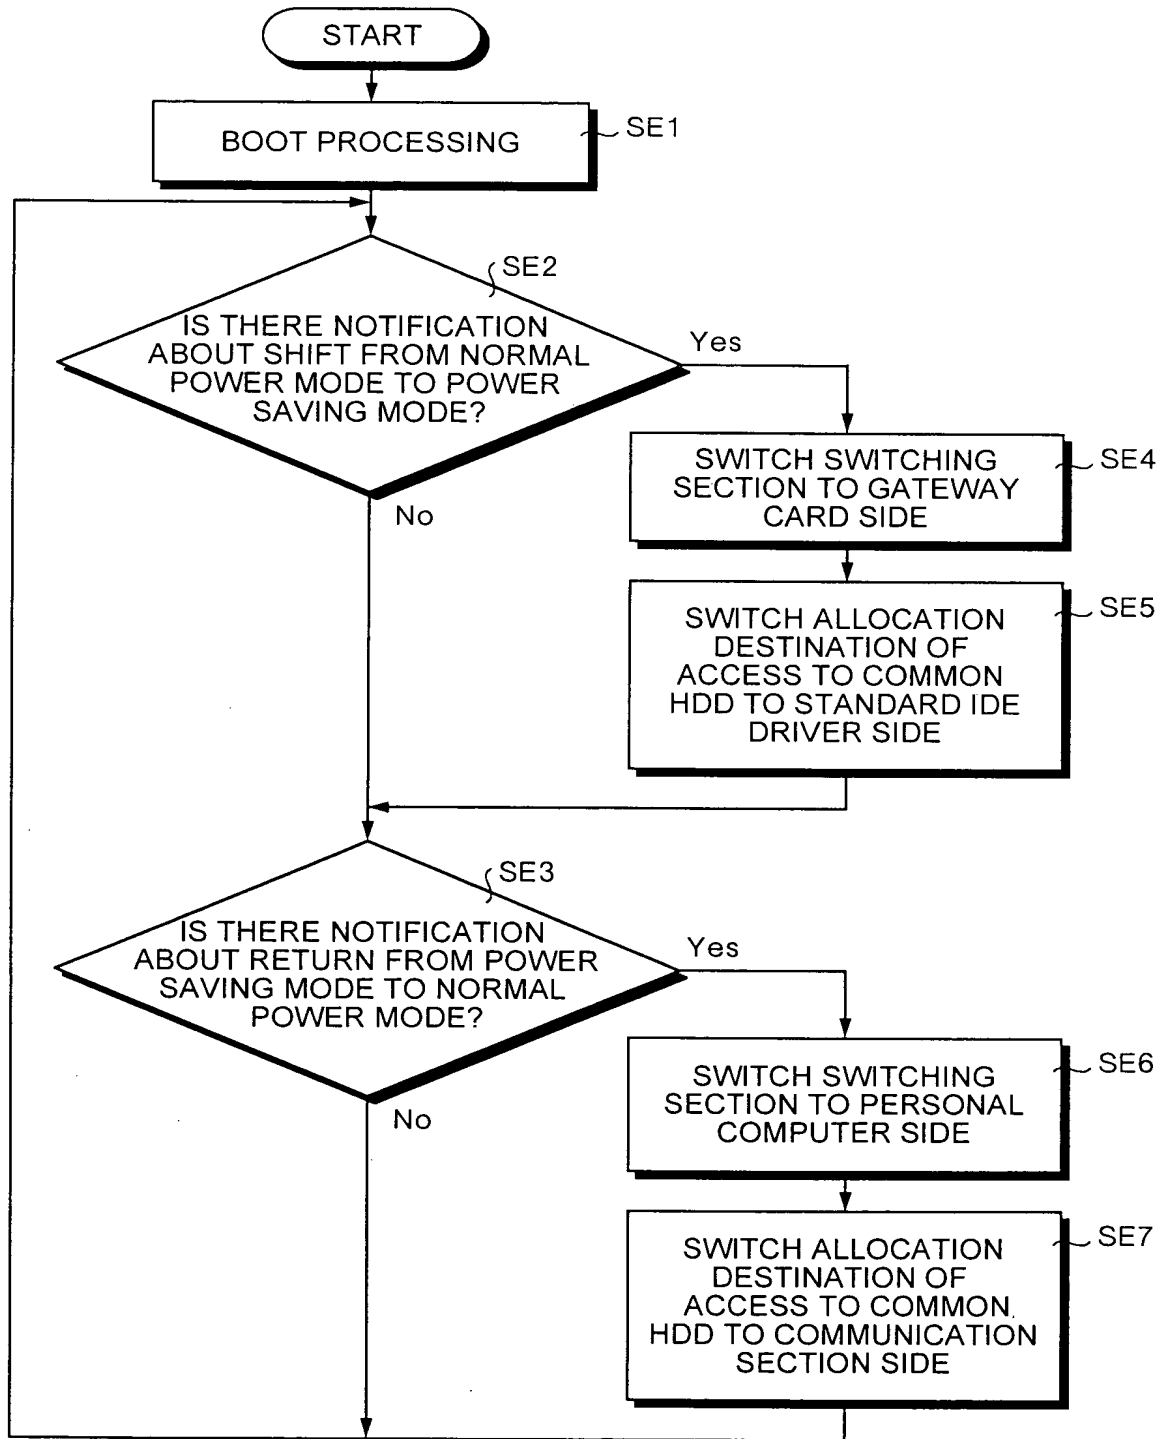 START
BOOT PROCESSING
SE1
SE2
IS THERE NOTIFICATION
ABOUT SHIFT FROM NORMAL
POWER MODE TO POWER
SAVING MODE?
Yes
No
SWITCH SWITCHING
SECTION TO GATEWAY
CARD SIDE
SE4
SWITCH ALLOCATION
DESTINATION OF
ACCESS TO COMMON
HDD TO STANDARD IDE
DRIVER SIDE
SE5
SE3
IS THERE NOTIFICATION
ABOUT RETURN FROM POWER
SAVING MODE TO NORMAL
POWER MODE?
Yes
No
SWITCH SWITCHING
SECTION TO PERSONAL
COMPUTER SIDE
SE6
SWITCH ALLOCATION
DESTINATION OF
ACCESS TO COMMON
HDD TO COMMUNICATION
SECTION SIDE
SE7